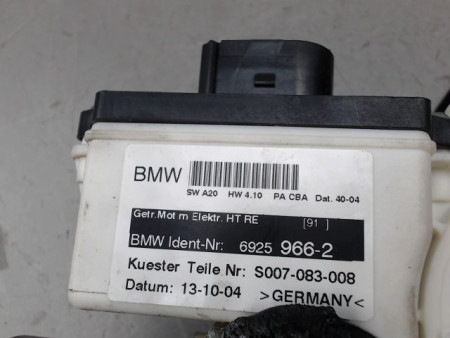 BMW
SW A20 HW 4.10 PA CBA Dat. 40-04
Getr.Mot m Elektr. HT RE [91 ]
BMW Ident-Nr: 6925 966-2
Kuester Teile Nr: S007-083-008
Datum: 13-10-04 >GERMANY<